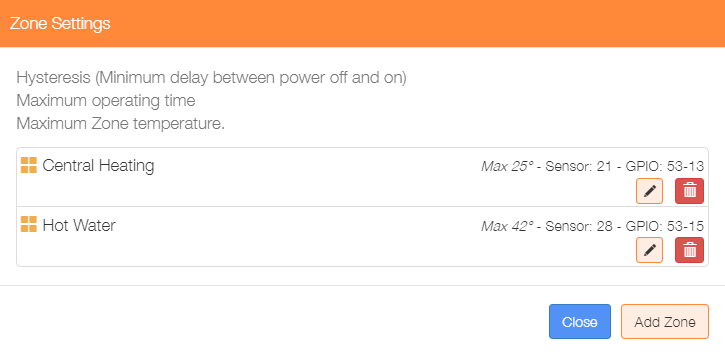 Zone Settings
Hysteresis (Minimum delay between power off and on)
Maximum operating time
Maximum Zone temperature.
Central Heating Max 25° - Sensor: 21 - GPIO: 53-13
Hot Water Max 42° - Sensor: 28 - GPIO: 53-15
Close Add Zone